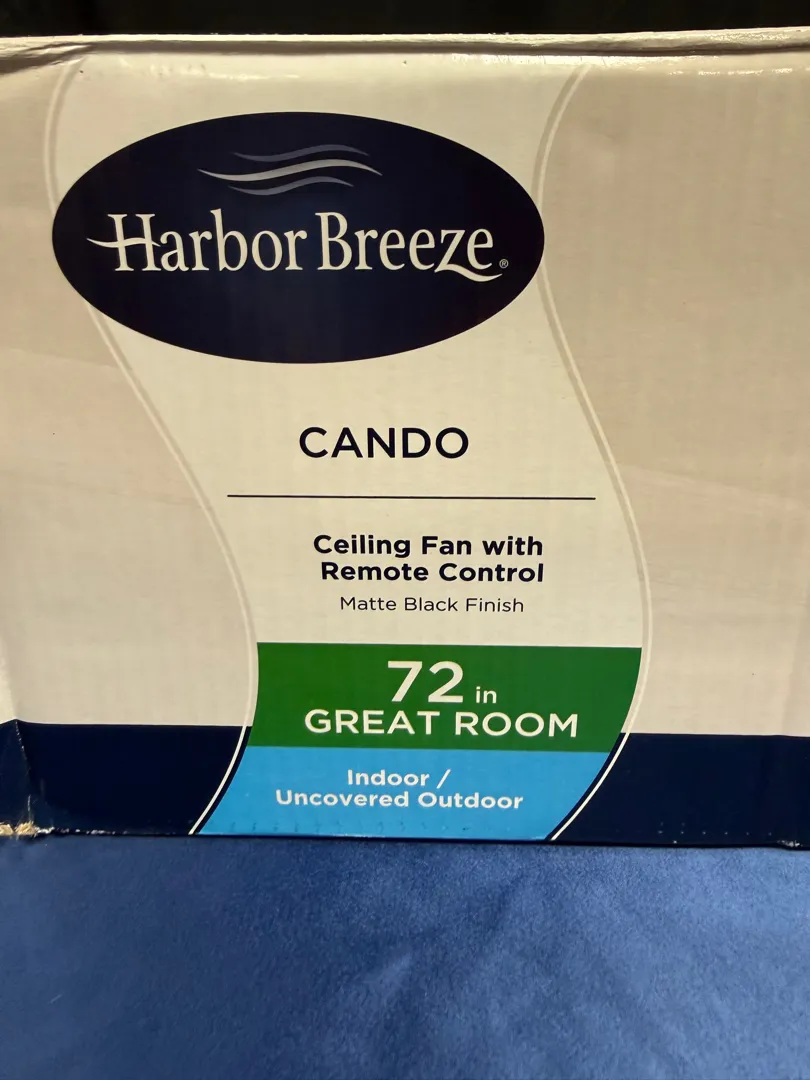 Harbor Breeze®
CANDO
Ceiling Fan with
Remote Control
Matte Black Finish
72 in
GREAT ROOM
Indoor /
Uncovered Outdoor